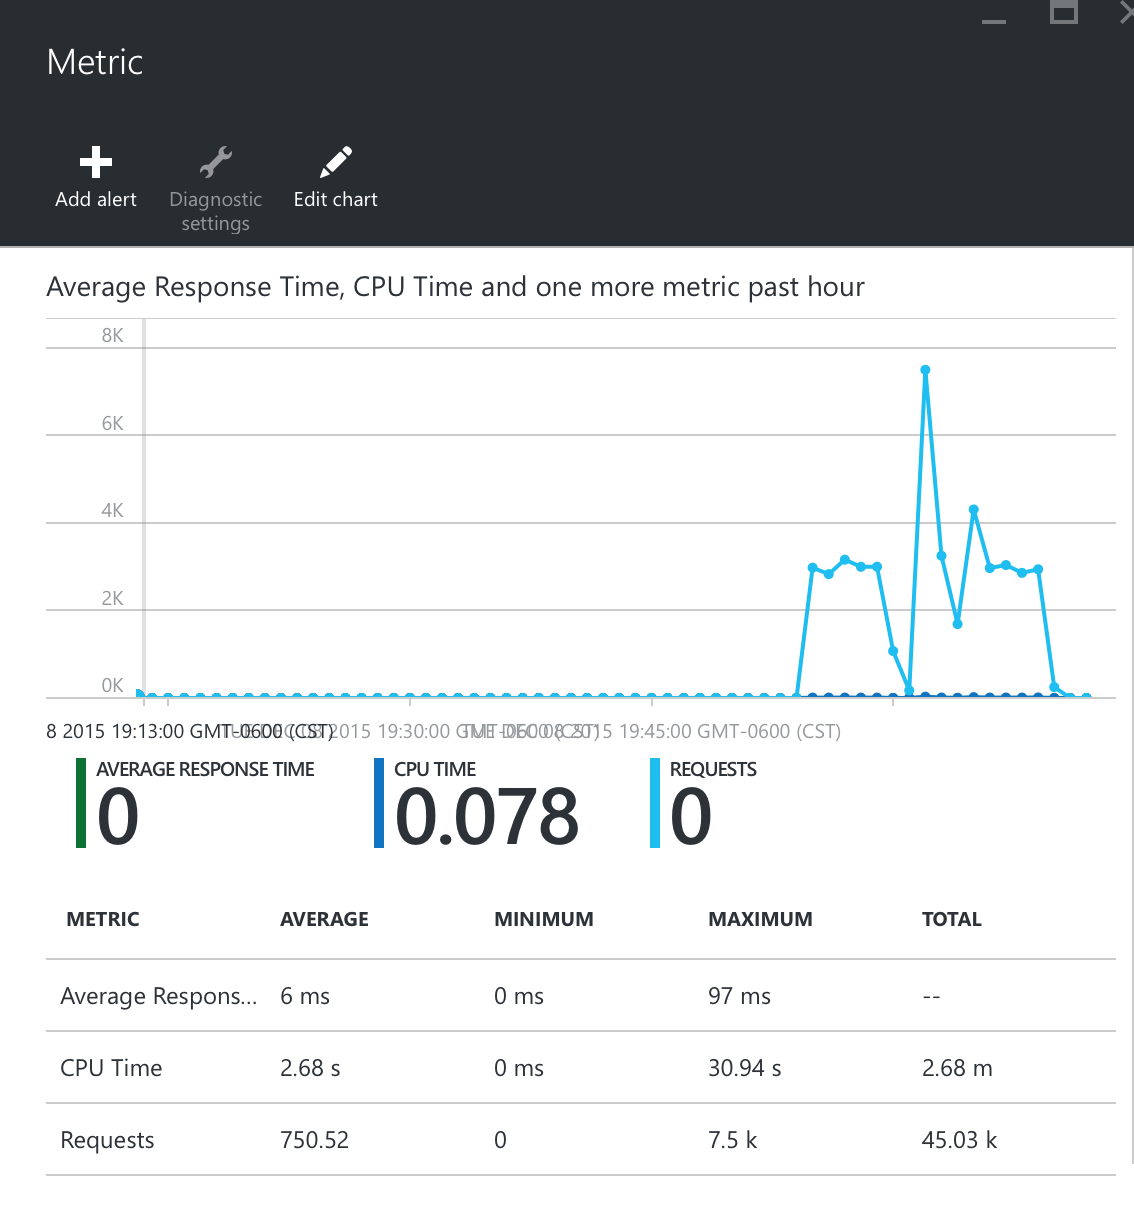 Metric
Add alert
Diagnostic settings
Edit chart
Average Response Time, CPU Time and one more metric past hour
8K
6K
4K
2K
0K
8 2015 19:13:00 GMT-0600 (CST) 2015 19:30:00 GMT-0600 (CST) 2015 19:45:00 GMT-0600 (CST)
AVERAGE RESPONSE TIME CPU TIME REQUESTS
0 0.078 0
METRIC AVERAGE MINIMUM MAXIMUM TOTAL
Average Respons... 6 ms 0 ms 97 ms --
CPU Time 2.68 s 0 ms 30.94 s 2.68 m
Requests 750.52 0 7.5 k 45.03 k